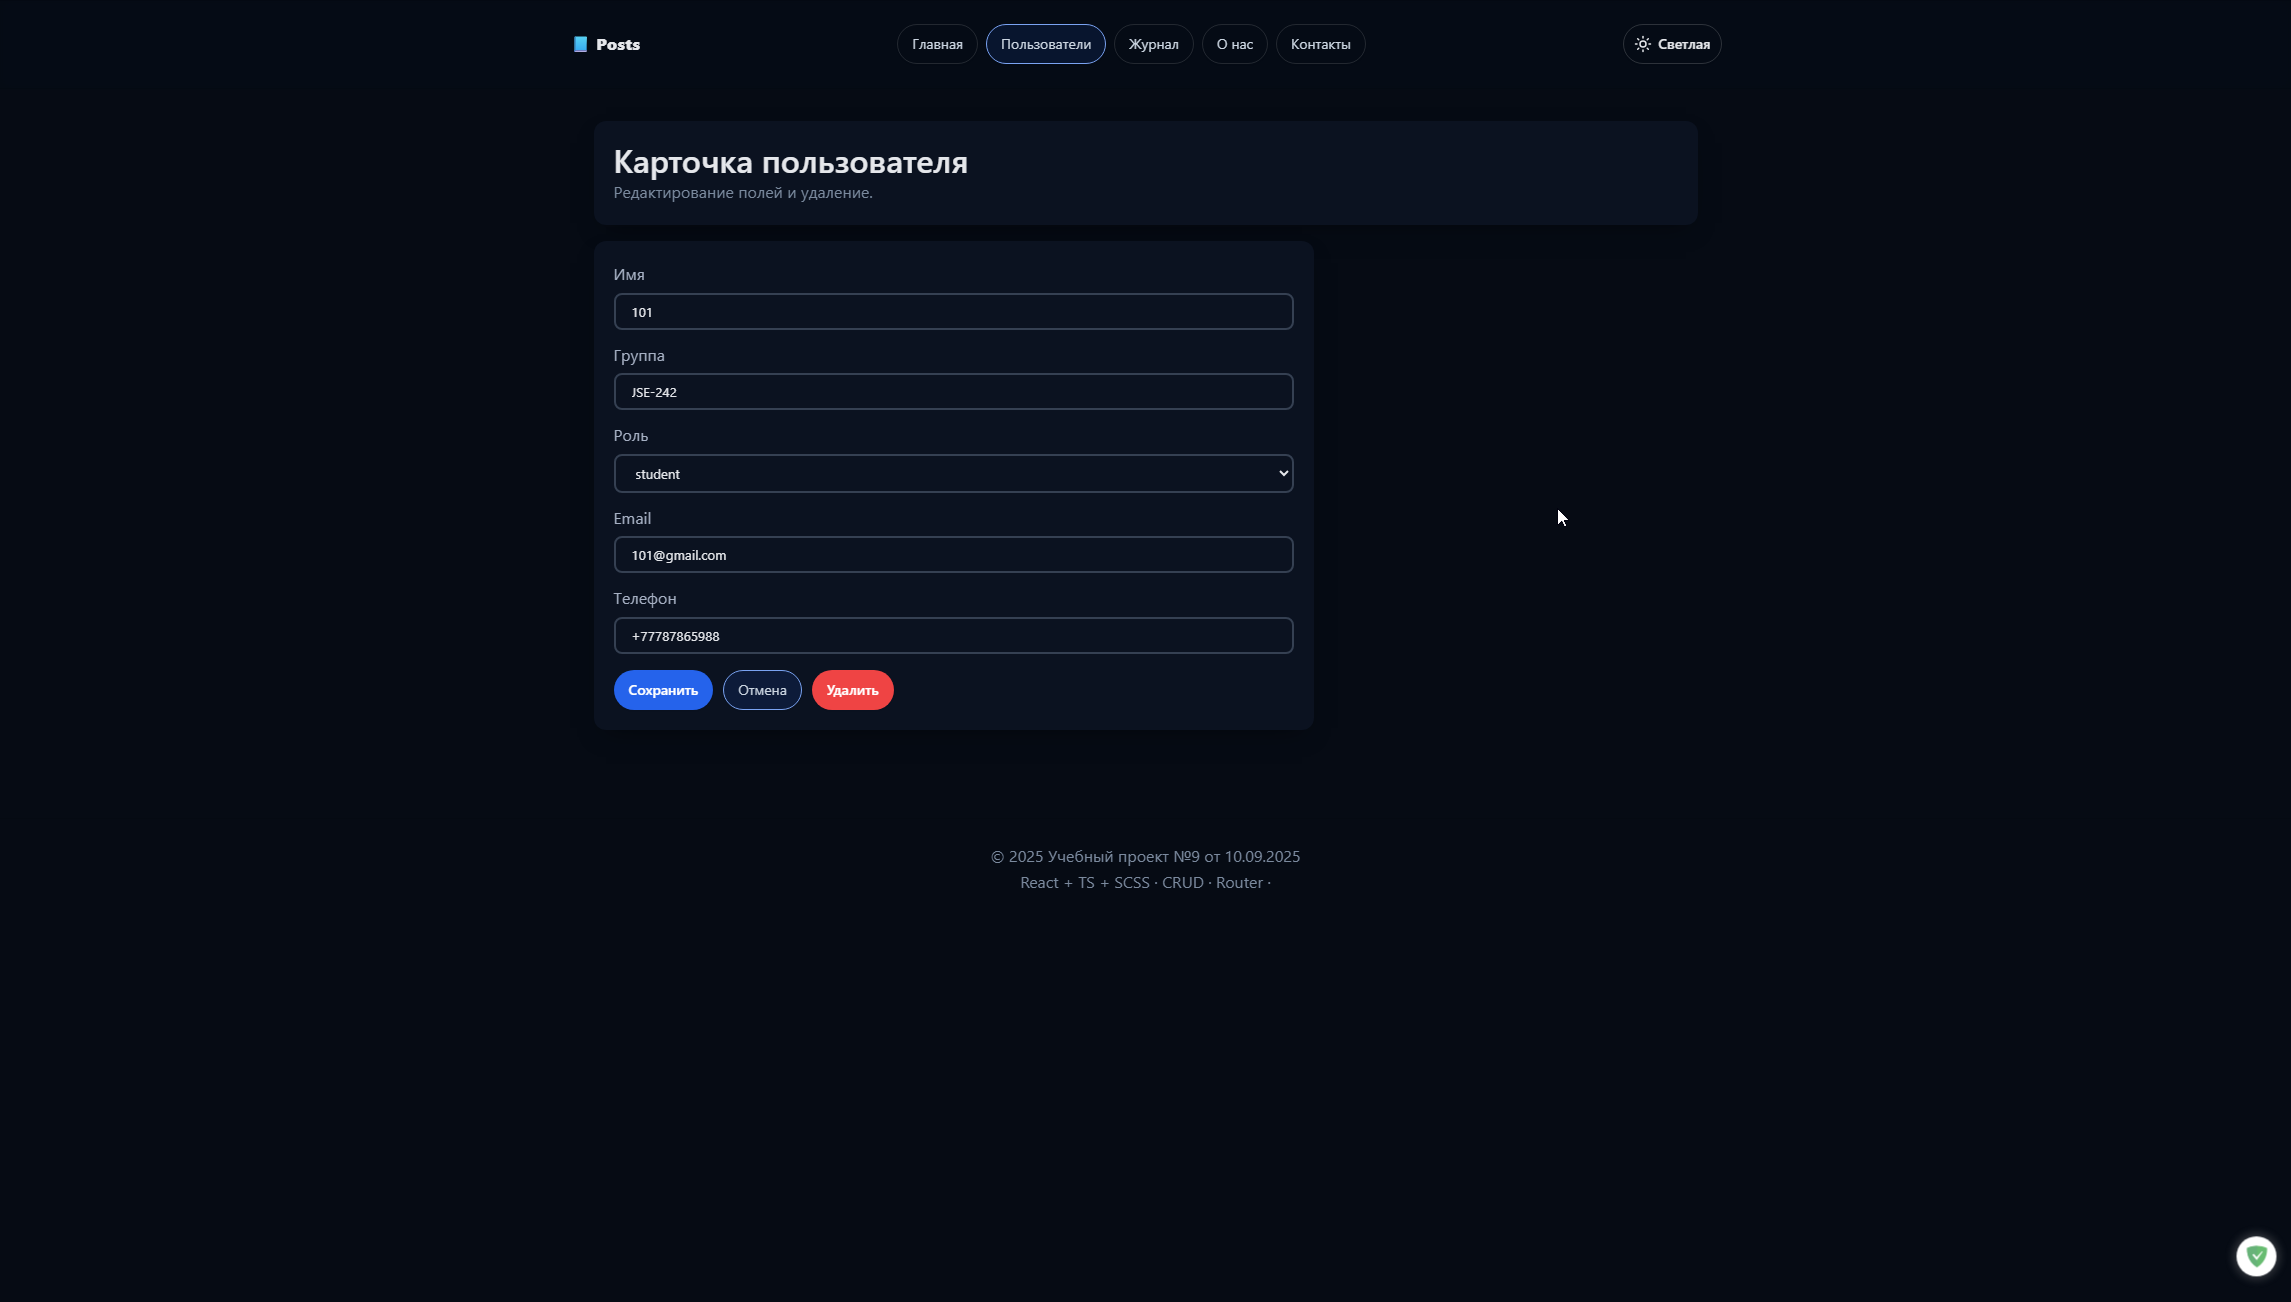 Posts
Главная Пользователи Журнал О нас Контакты
Светлая
Карточка пользователя
Редактирование полей и удаление.
Имя
101
Группа
JSE-242
Роль
student
Email
101@gmail.com
Телефон
+77787865988
Сохранить Отмена Удалить
© 2025 Учебный проект №9 от 10.09.2025
React + TS + SCSS · CRUD · Router ·